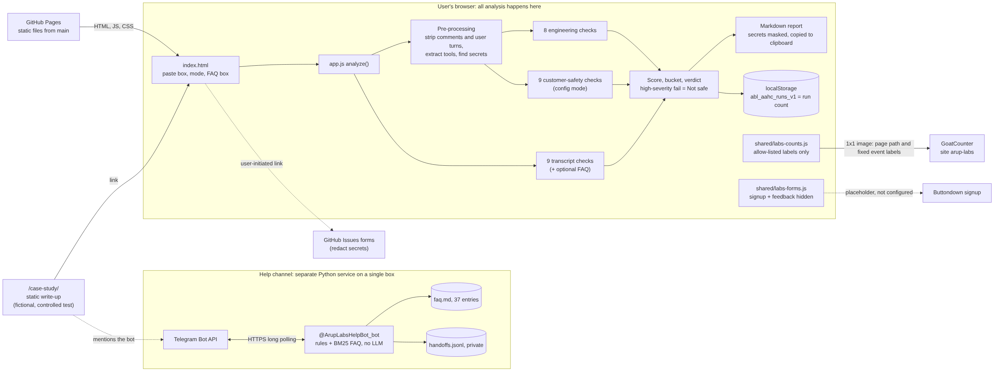 User's browser: all analysis happens here
GitHub Pages
static files from main
HTML, JS, CSS
index.html
paste box, mode, FAQ box
app.js analyze()
Pre-processing
strip comments and user
turns,
extract tools, find secrets
8 engineering checks
9 customer-safety checks
(config mode)
9 transcript checks
(+ optional FAQ)
Score, bucket, verdict
high-severity fail = Not safe
Markdown report
secrets masked, copied to
clipboard
localStorage
abl_aahc_runs_v1 = run
count
shared/labs-counts.js
allow-listed labels only
1x1 image: page path and
fixed event labels
GoatCounter
site arup-labs
shared/labs-forms.js
signup + feedback hidden
placeholder, not configured
Buttondown signup
user-initiated link
link
GitHub Issues forms
(redact secrets)
/case-study/
static write-up
(fictional, controlled test)
mentions the bot
Help channel: separate Python service on a single box
Telegram Bot API
HTTPS long polling
@ArupLabsHelpBot_bot
rules + BM25 FAQ, no LLM
faq.md, 37 entries
handoffs.jsonl, private